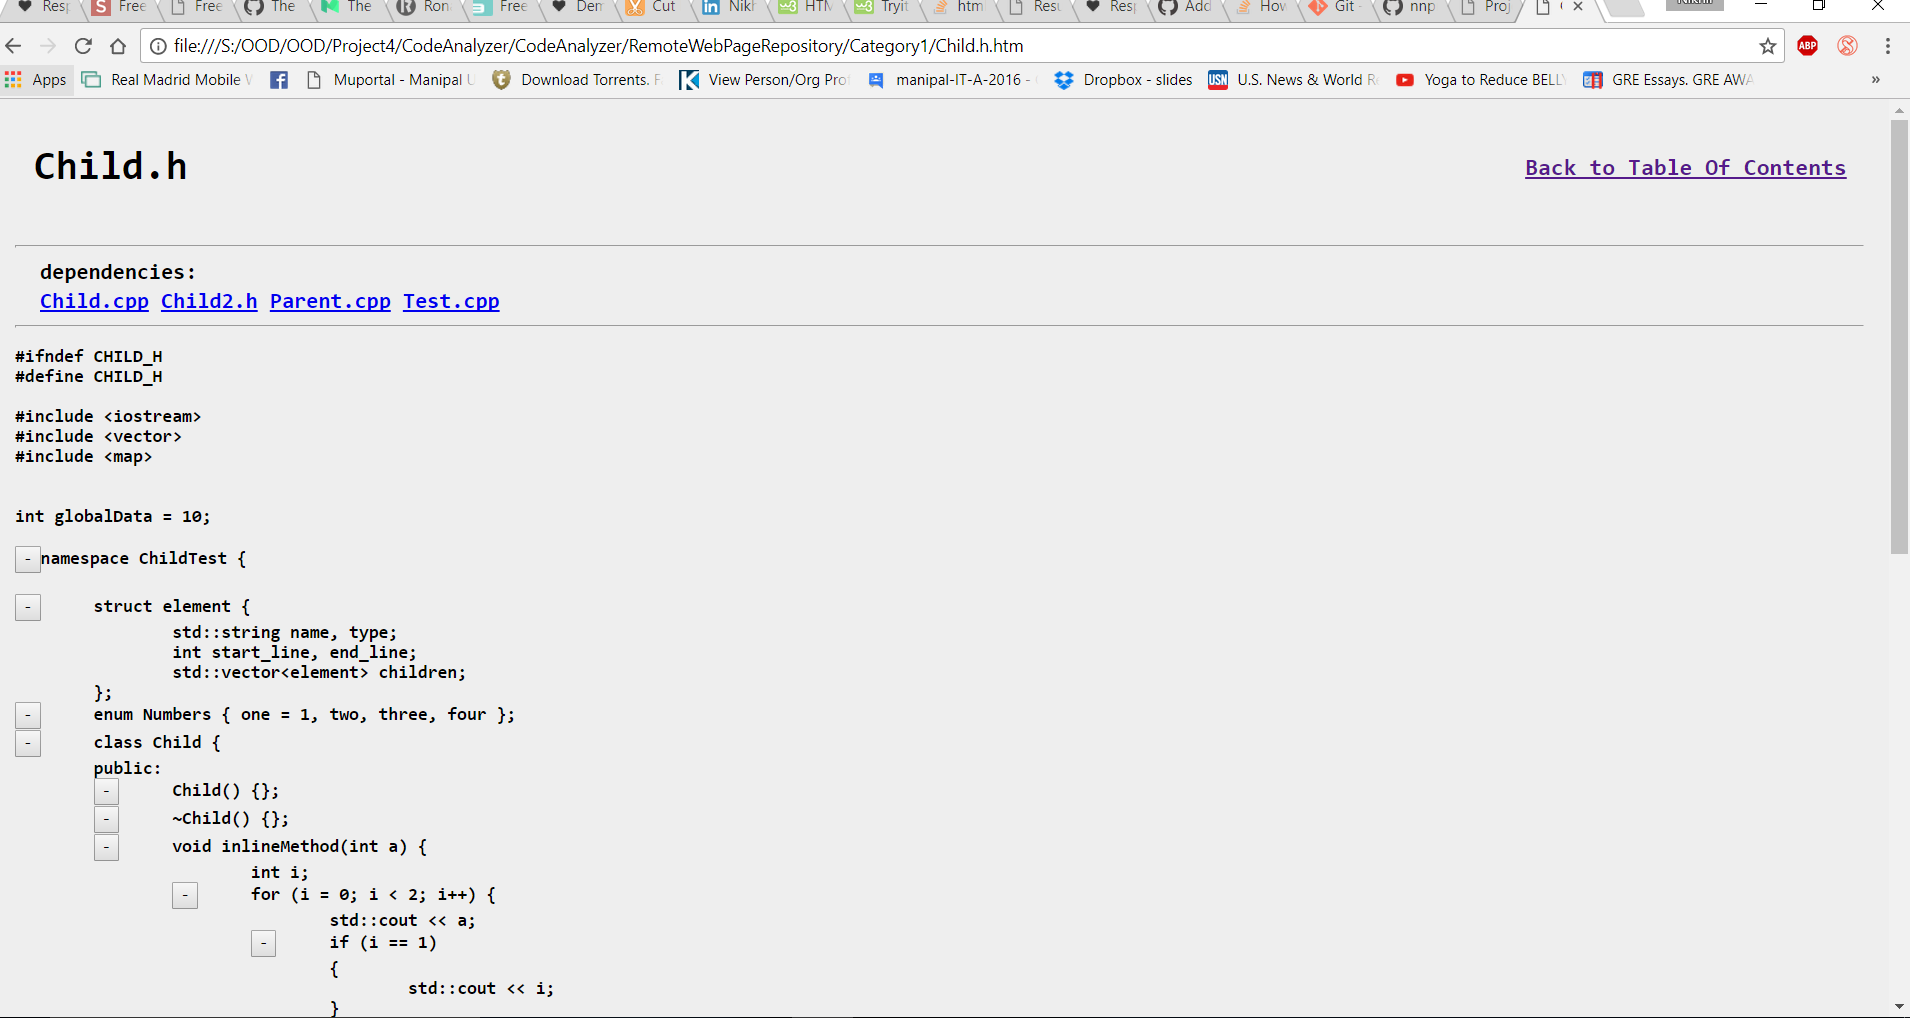 Resp Free Free The The Ron Free Dem Cut Nikh HTM Tryit htm Resu Resp Add How Git - nnp Proj
file:///S:/OOD/OOD/Project4/CodeAnalyzer/CodeAnalyzer/RemoteWebPageRepository/Category1/Child.h.htm ABP
Apps Real Madrid Mobile Muportal - Manipal U Download Torrents. F View Person/Org Prof manipal-IT-A-2016 - Dropbox - slides USN U.S. News & World R Yoga to Reduce BELLY GRE Essays. GRE AWA »
Child.h
Back to Table Of Contents
dependencies:
Child.cpp Child2.h Parent.cpp Test.cpp
#ifndef CHILD_H
#define CHILD_H
#include <iostream>
#include <vector>
#include <map>
int globalData = 10;
- namespace ChildTest {
- struct element {
std::string name, type;
int start_line, end_line;
std::vector<element> children;
};
- enum Numbers { one = 1, two, three, four };
- class Child {
public:
- Child() {};
- ~Child() {};
- void inlineMethod(int a) {
int i;
- for (i = 0; i < 2; i++) {
std::cout << a;
- if (i == 1)
{
std::cout << i;
}